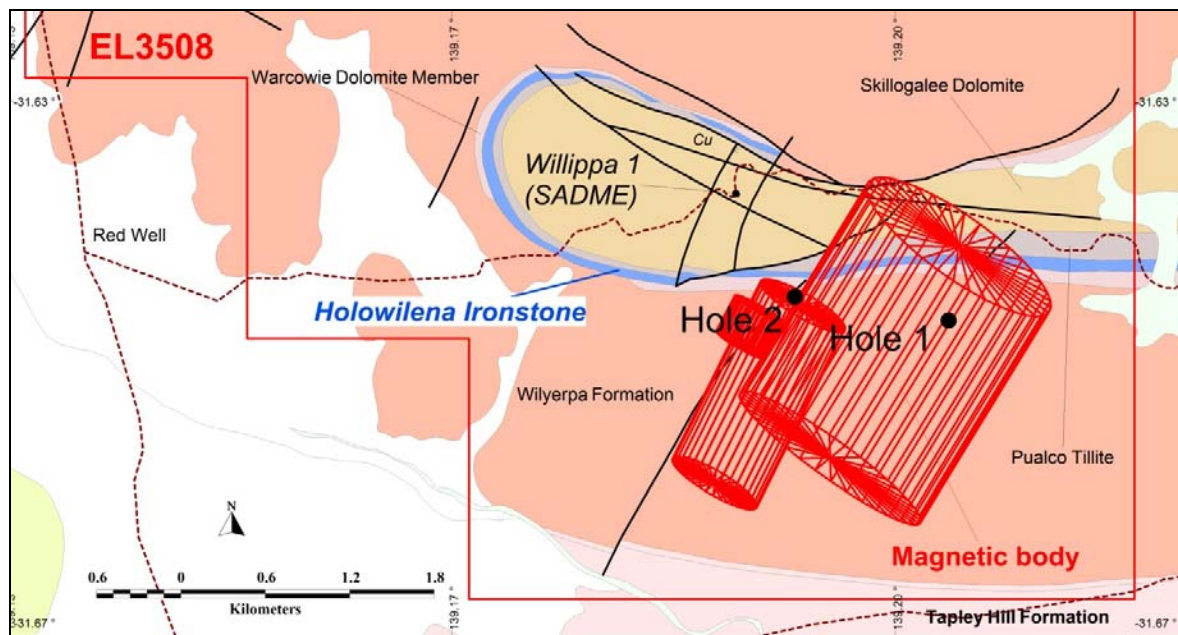 EL3508
139.17
139.20
Warcowie Dolomite Member
Skillogalee Dolomite
-31.63 °
-31.63 °
Cu
Willippa 1
(SADME)
Red Well
Holowilena Ironstone
Hole 2
Hole 1
Wilyerpa Formation
Pualco Tillite
N
Magnetic body
0.6 0 0.6 1.2 1.8
Kilometers
139.17
139.20
Tapley Hill Formation
-31.67 °
-31.67 °